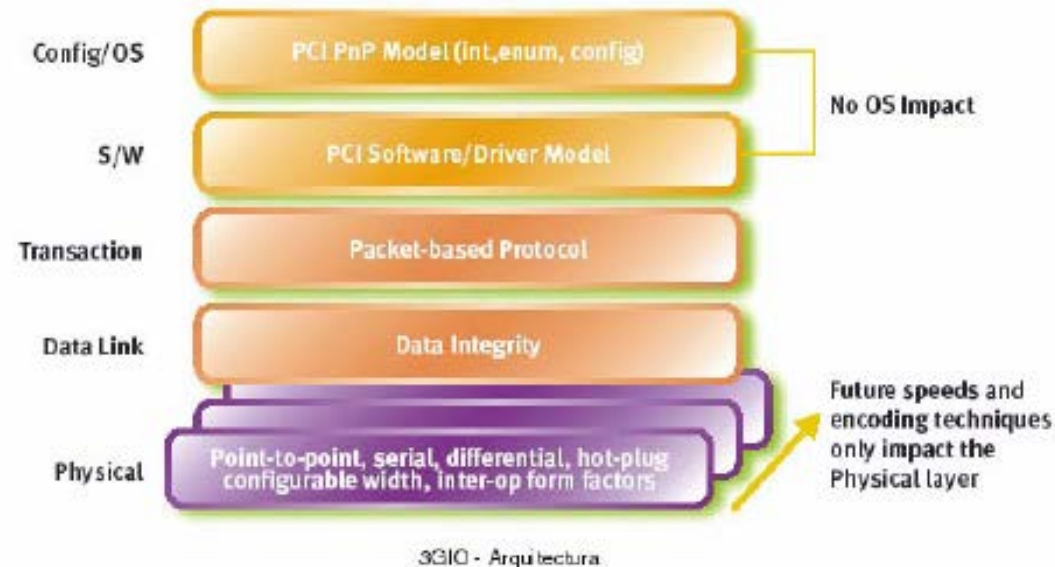 Config/OS
PCI PnP Model (int,enum, config)
No OS Impact
S/W
PCI Software/Driver Model
Transaction
Packet-based Protocol
Data Link
Data Integrity
Future speeds and
encoding techniques
only impact the
Physical layer
Physical
Point-to-point, serial, differential, hot-plug
configurable width, inter-op form factors
3GIO - Arquitectura